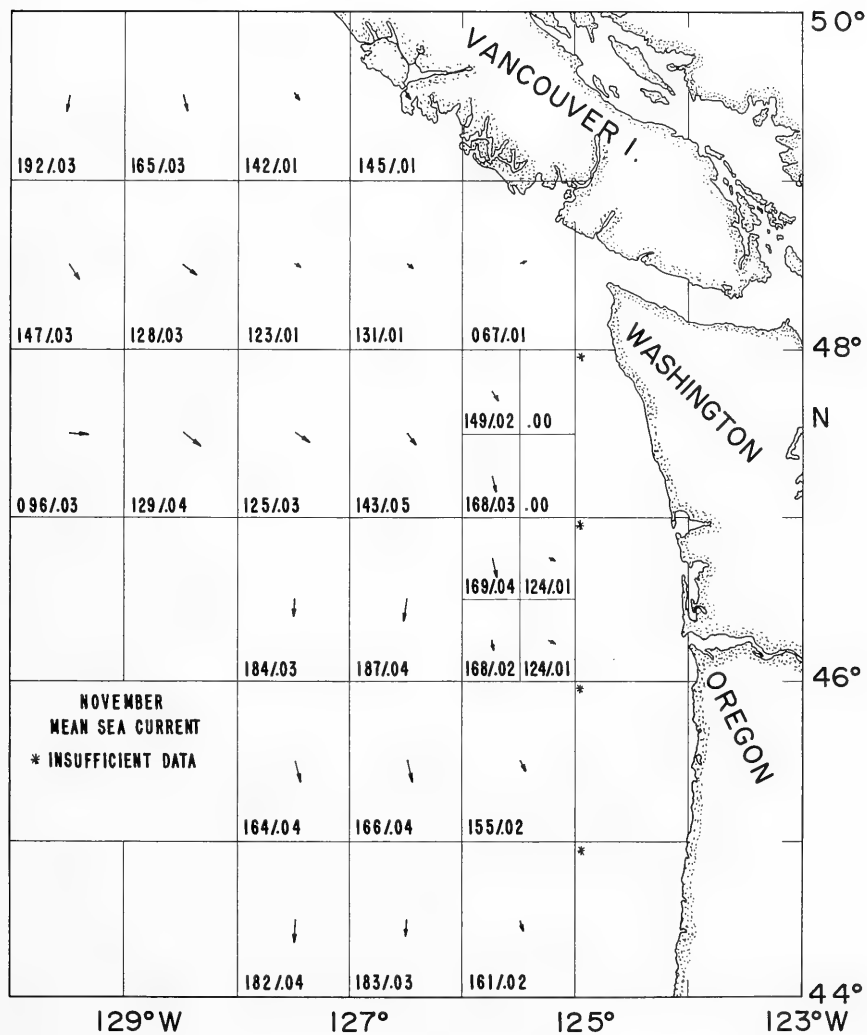 50°
VANCOUVER I.
192/.03 165/.03 142/.01 145/.01
147/.03 128/.03 123/.01 131/.01 067/.01
48°
*
WASHINGTON
149/.02 .00
N
096/.03 129/.04 125/.03 143/.05 168/.03 .00
*
169/.04 124/.01
184/.03 187/.04 168/.02 124/.01
46°
*
OREGON
NOVEMBER
MEAN SEA CURRENT
* INSUFFICIENT DATA
164/.04 166/.04 155/.02
*
182/.04 183/.03 161/.02
44°
129°W 127° 125° 123°W